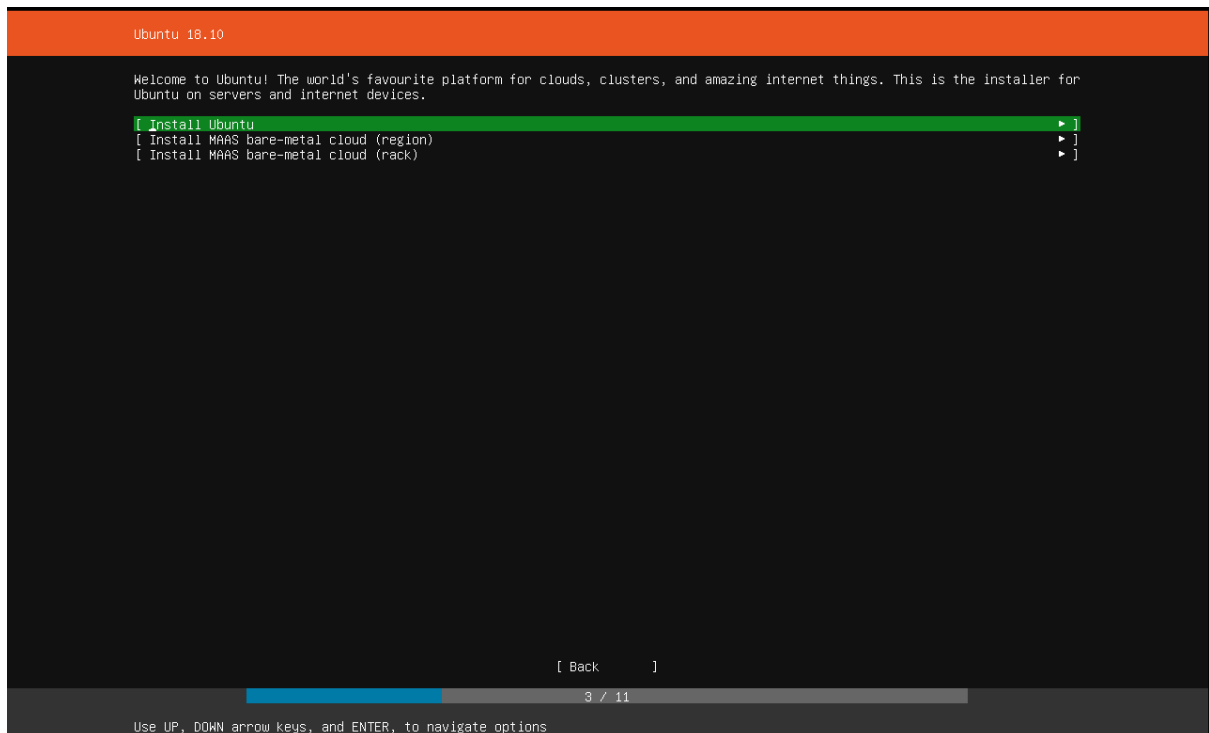 Ubuntu 18.10
Welcome to Ubuntu! The world's favourite platform for clouds, clusters, and amazing internet things. This is the installer for
Ubuntu on servers and internet devices.
[ Install Ubuntu ▸ ]
[ Install MAAS bare-metal cloud (region) ▸ ]
[ Install MAAS bare-metal cloud (rack) ▸ ]
[ Back ]
3 / 11
Use UP, DOWN arrow keys, and ENTER, to navigate options